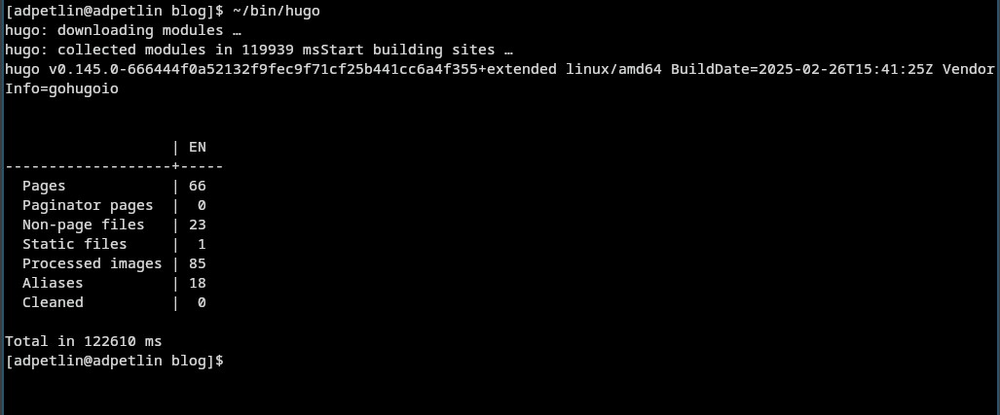 [adpetlin@adpetlin blog]$ ~/bin/hugo
hugo: downloading modules …
hugo: collected modules in 119939 msStart building sites …
hugo v0.145.0-666444f0a52132f9fec9f71cf25b441cc6a4f355+extended linux/amd64 BuildDate=2025-02-26T15:41:25Z Vendor
Info=gohugoio
                   | EN
-------------------+-----
  Pages            | 66
  Paginator pages  |  0
  Non-page files   | 23
  Static files     |  1
  Processed images | 85
  Aliases          | 18
  Cleaned          |  0
Total in 122610 ms
[adpetlin@adpetlin blog]$